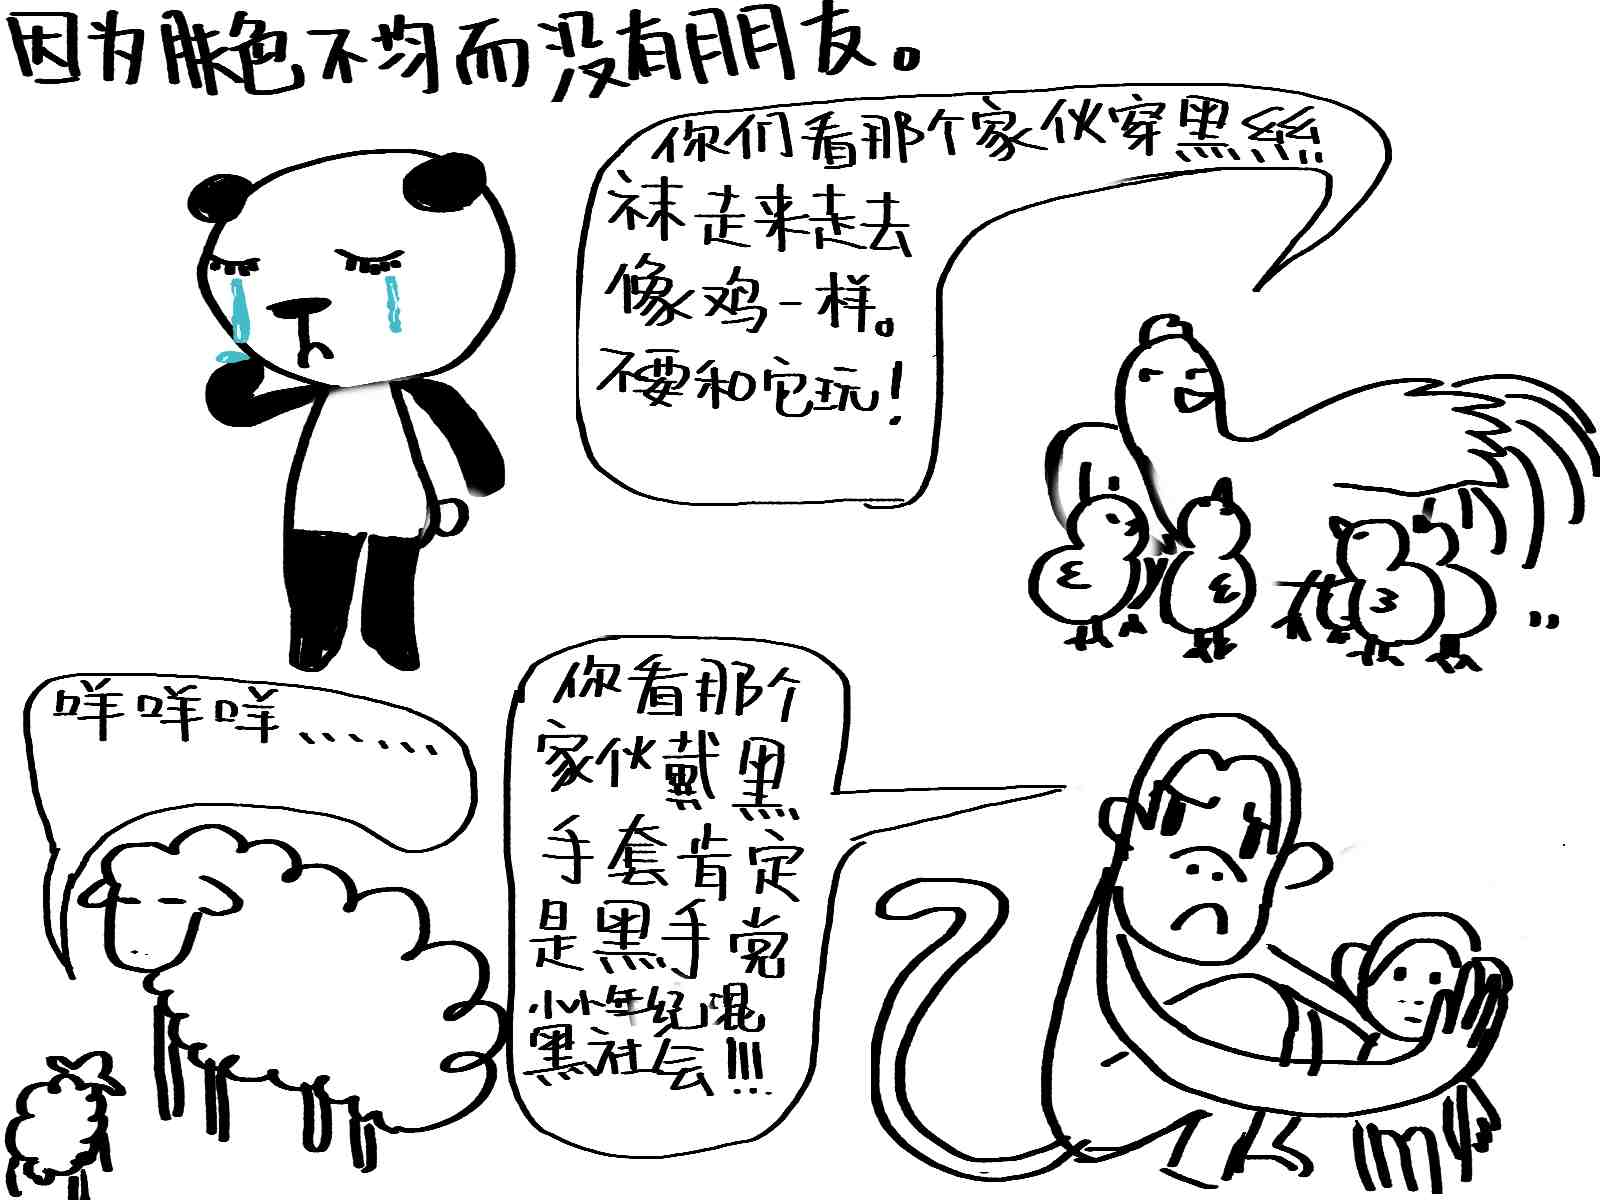 因为肤色不均而没有朋友。
你们看那个家伙穿黑丝
袜走来走去
像鸡一样。
不要和它玩！
咩咩咩、、、、、、
你看那个
家伙戴黑
手套肯定
是黑手党
小小年纪混
黑社会！！！